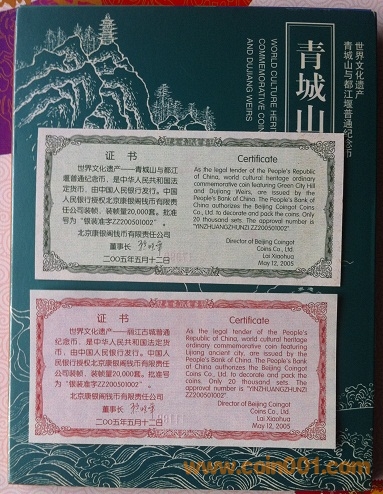 世界文化遗产
青城山与都江堰普通纪念币
青城山
WORLD CULTURE HERI
COMMEMORATIVE COIN
AND DUJIANG WEIRS
证 书
世界文化遗产——青城山与都江
堰普通纪念币，是中华人民共和国法
定货币，由中国人民银行发行。中国人
民银行授权北京康银阁钱币有限责
任公司装帧，装帧量20,000套。批准
号为“银装准字ZZ200501002”
北京康银阁钱币有限责任公司
董事长
二00五年五月十二日
Certificate
As the legal tender of the People's Republic
of China, world cultural heritage ordinary
commemorative coin featuring Green City Hill
and Dujiang Weirs, are issued by the
People's Bank of China. The People's Bank of
China authorizes the Beijing Coingot Coins
Co., Ltd. to decorate and pack the coins. Only
20 thousand sets. The approval number is
"YINZHUANGZHUNZI ZZ200501002"
Director of Beijing Coingot
Coins Co., Ltd.
Lai Xiaohua
May 12, 2005
证 书
世界文化遗产——丽江古城普通
纪念币，是中华人民共和国法定货
币，由中国人民银行发行。中国人民
银行授权北京康银阁钱币有限责任
公司装帧，装帧量20,000套。批准号
为“银装准字ZZ200501002”
北京康银阁钱币有限责任公司
董事长
二00五年五月十二日
Certificate
As the legal tender of the People's
Republic of China, world cultural heritage
ordinary commemorative coin featuring
Lijiang ancient city, are issued by the
People's Bank of China. The People's Bank
of China authorizes the Beijing Coingot
Coins Co., Ltd. to decorate and pack the
coins. Only 20 thousand sets. The
approval number is
"YINZHUANGZHUNZI ZZ200501002"
Director of Beijing Coingot
Coins Co., Ltd.
Lai Xiaohua
May 12, 2005
www.coin001.com